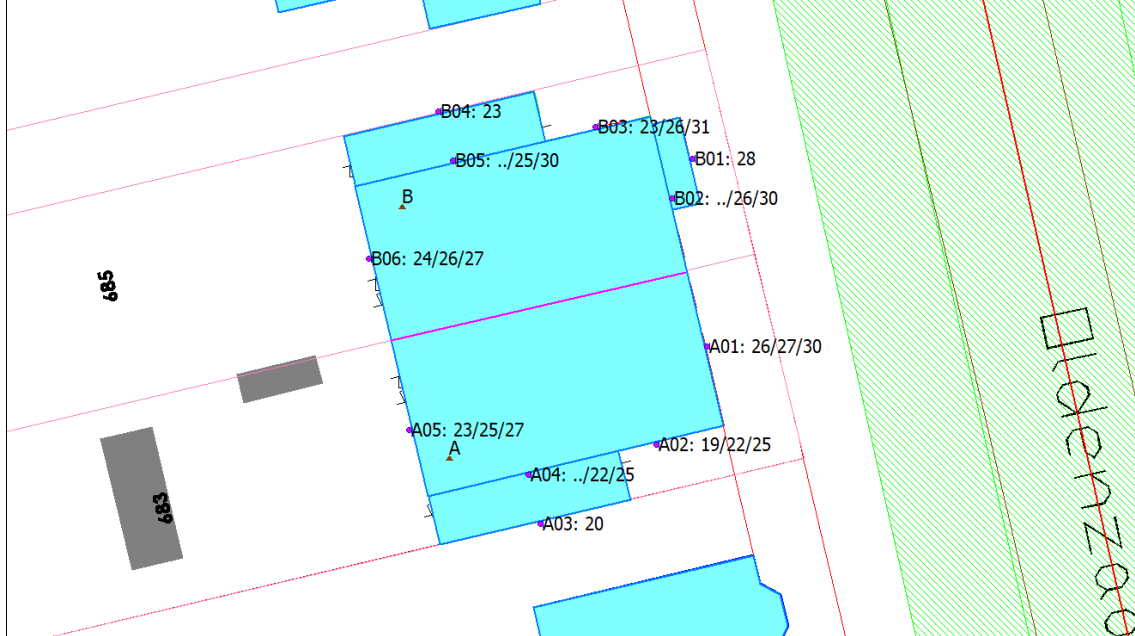 B04: 23
B03: 23/26/31
B05: ../25/30
B01: 28
B
B02: ../26/30
B06: 24/26/27
685
A01: 26/27/30
A05: 23/25/27
A
A02: 19/22/25
A04: ../22/25
683
A03: 20